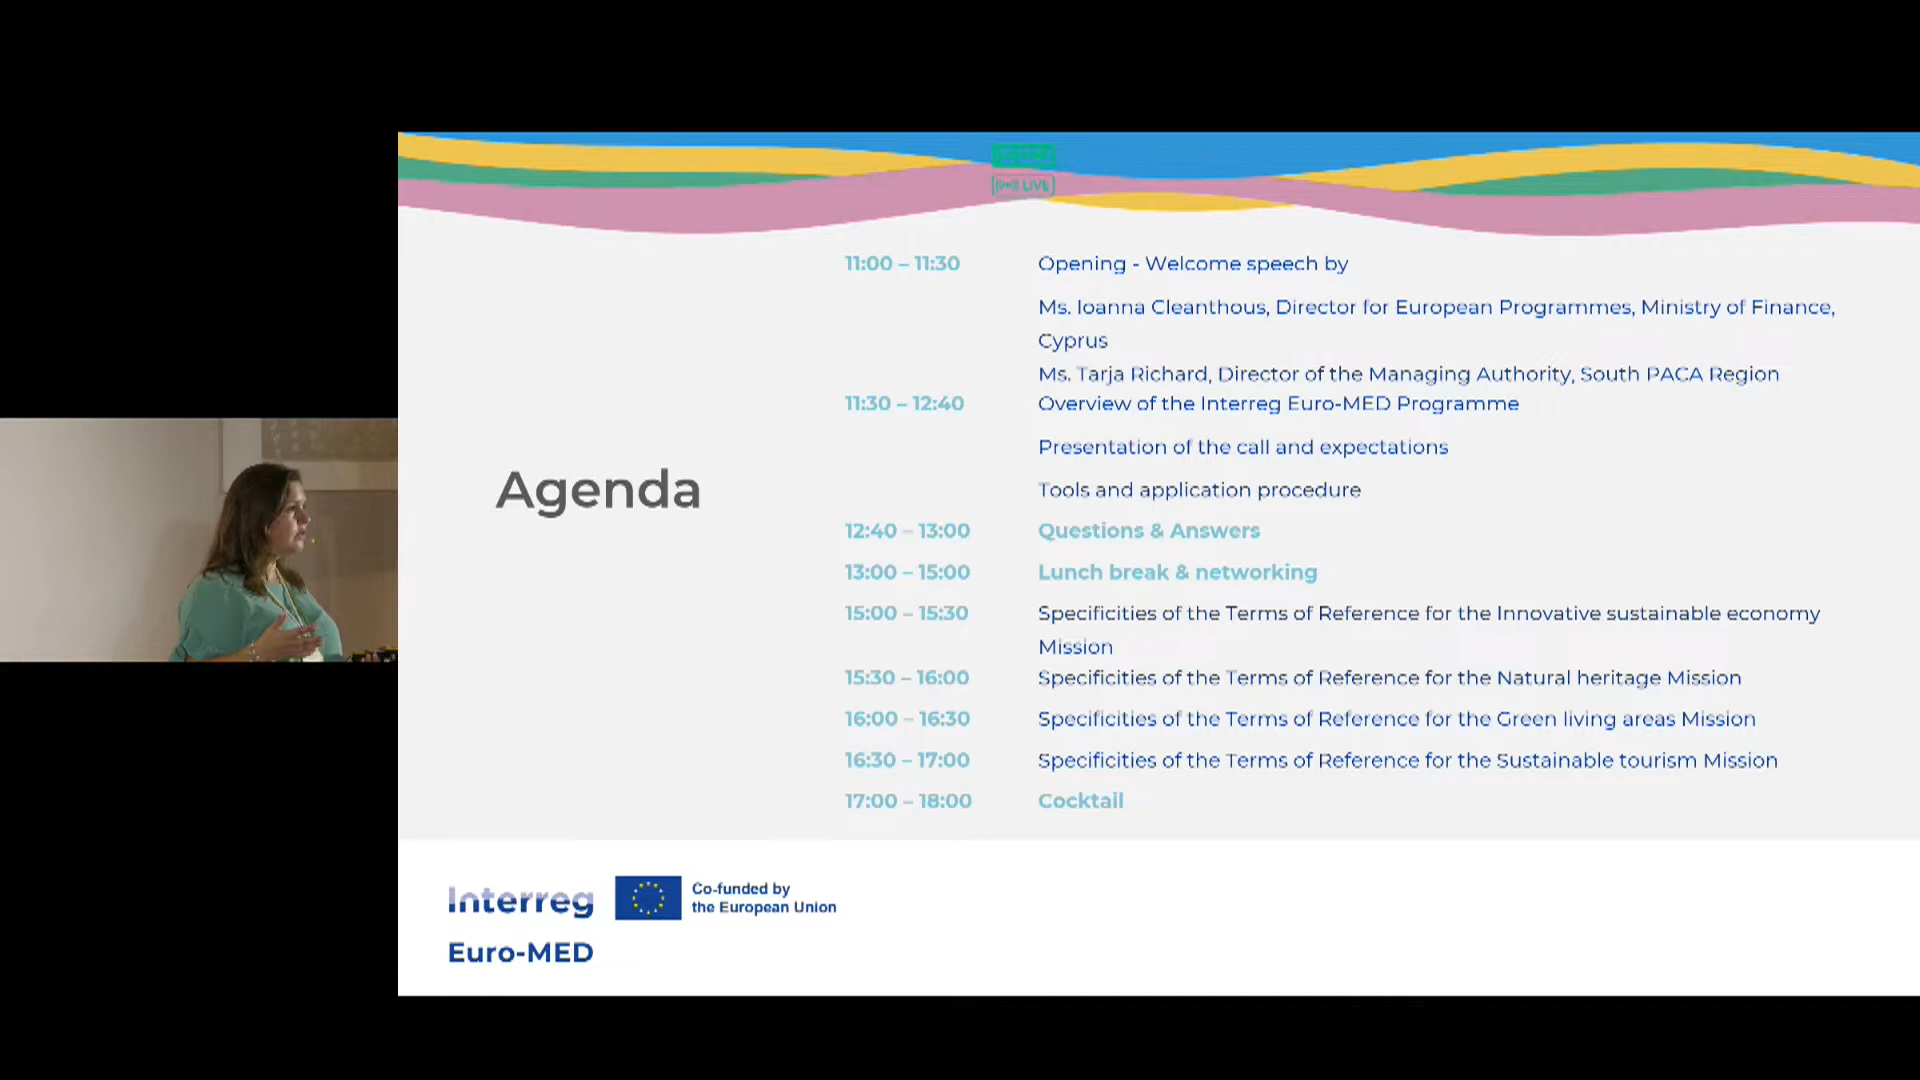 LIVE
11:00 – 11:30 Opening - Welcome speech by
Ms. Ioanna Cleanthous, Director for European Programmes, Ministry of Finance,
Cyprus
Ms. Tarja Richard, Director of the Managing Authority, South PACA Region
11:30 – 12:40 Overview of the Interreg Euro-MED Programme
Presentation of the call and expectations
Agenda
Tools and application procedure
12:40 – 13:00 Questions & Answers
13:00 – 15:00 Lunch break & networking
15:00 – 15:30 Specificities of the Terms of Reference for the Innovative sustainable economy
Mission
15:30 – 16:00 Specificities of the Terms of Reference for the Natural heritage Mission
16:00 – 16:30 Specificities of the Terms of Reference for the Green living areas Mission
16:30 – 17:00 Specificities of the Terms of Reference for the Sustainable tourism Mission
17:00 – 18:00 Cocktail
Interreg
Co-funded by
the European Union
Euro-MED